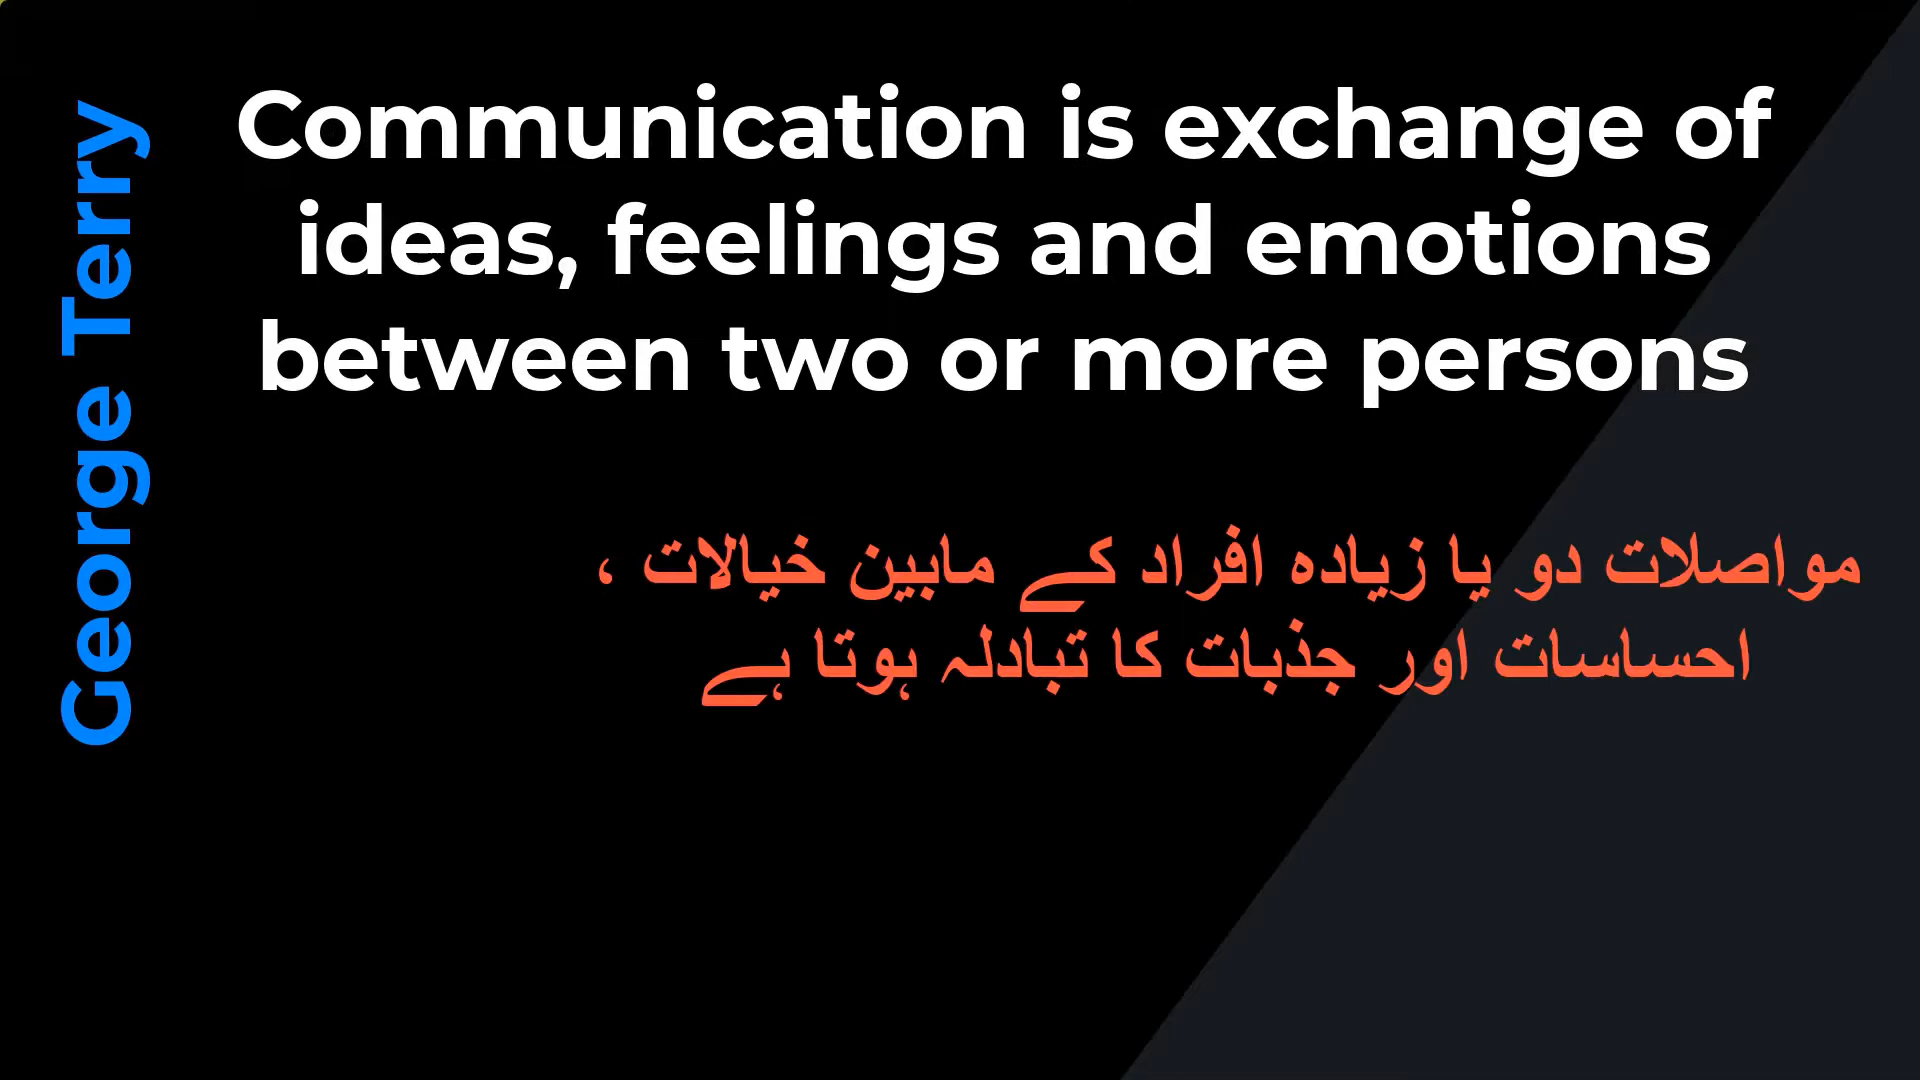 George Terry
Communication is exchange of
ideas, feelings and emotions
between two or more persons
مواصلات دو یا زیادہ افراد کے مابین خیالات ،
احساسات اور جذبات کا تبادلہ ہوتا ہے